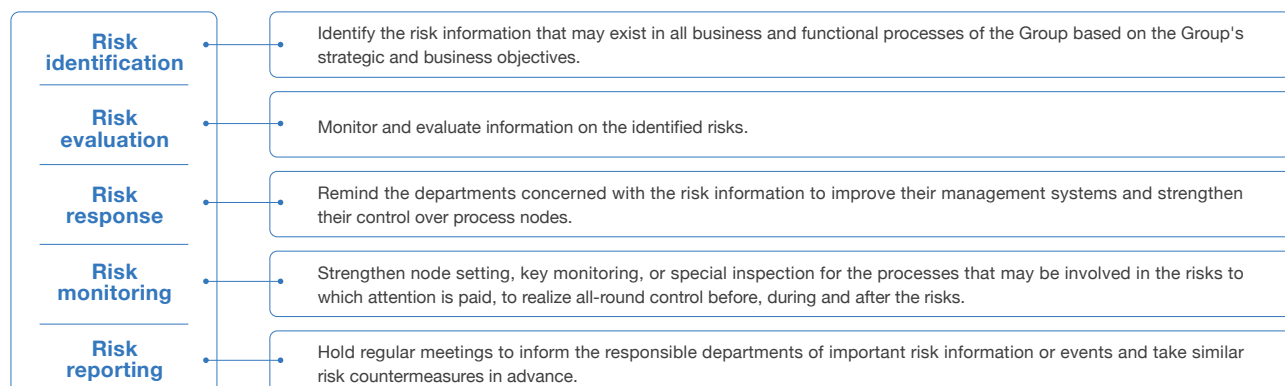 Risk
identification
Identify the risk information that may exist in all business and functional processes of the Group based on the Group's
strategic and business objectives.
Risk
evaluation
Monitor and evaluate information on the identified risks.
Risk
response
Remind the departments concerned with the risk information to improve their management systems and strengthen
their control over process nodes.
Risk
monitoring
Strengthen node setting, key monitoring, or special inspection for the processes that may be involved in the risks to
which attention is paid, to realize all-round control before, during and after the risks.
Risk
reporting
Hold regular meetings to inform the responsible departments of important risk information or events and take similar
risk countermeasures in advance.